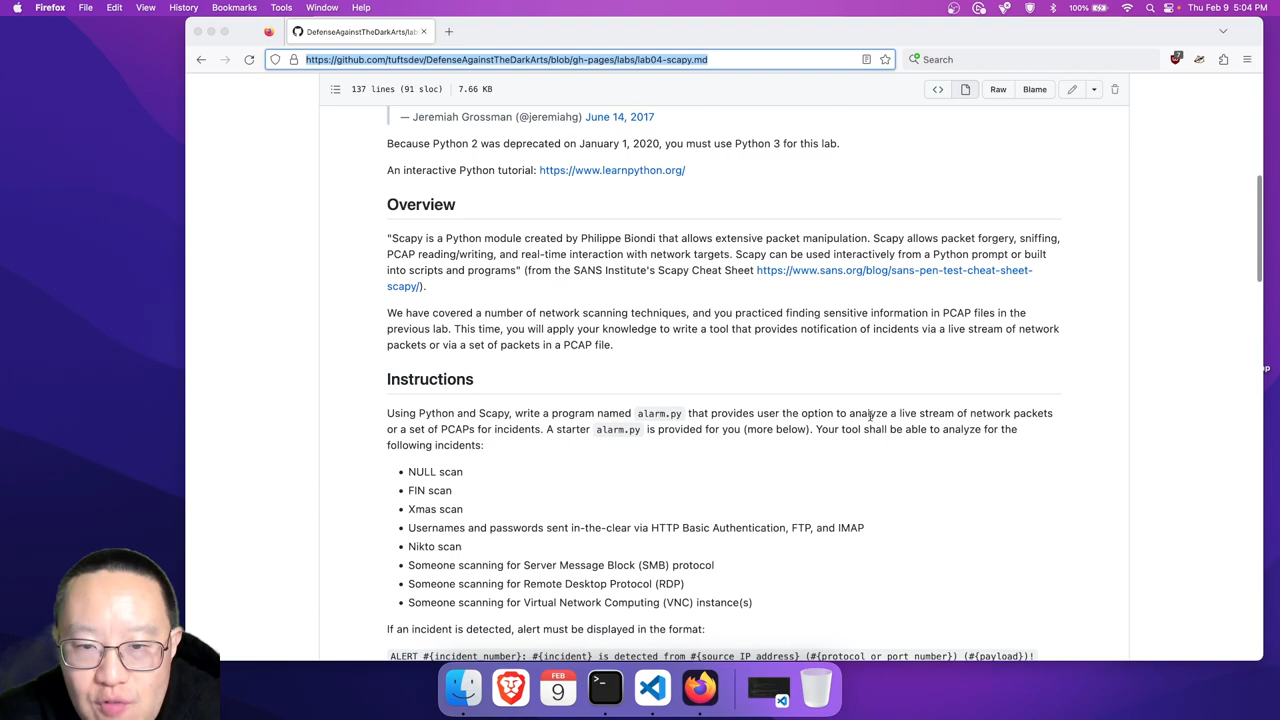 Firefox File Edit View History Bookmarks Tools Window Help 100% Thu Feb 9 5:04 PM
DefenseAgainstTheDarkArts/lab
https://github.com/tuftsdev/DefenseAgainstTheDarkArts/blob/gh-pages/labs/lab04-scapy.md
Search
7
137 lines (91 sloc) 7.66 KB
Raw Blame
— Jeremiah Grossman (@jeremiahg) June 14, 2017
Because Python 2 was deprecated on January 1, 2020, you must use Python 3 for this lab.
An interactive Python tutorial: https://www.learnpython.org/
Overview
"Scapy is a Python module created by Philippe Biondi that allows extensive packet manipulation. Scapy allows packet forgery, sniffing,
PCAP reading/writing, and real-time interaction with network targets. Scapy can be used interactively from a Python prompt or built
into scripts and programs" (from the SANS Institute's Scapy Cheat Sheet https://www.sans.org/blog/sans-pen-test-cheat-sheet-
scapy/).
We have covered a number of network scanning techniques, and you practiced finding sensitive information in PCAP files in the
previous lab. This time, you will apply your knowledge to write a tool that provides notification of incidents via a live stream of network
packets or via a set of packets in a PCAP file.
Instructions
Using Python and Scapy, write a program named alarm.py that provides user the option to analyze a live stream of network packets
or a set of PCAPs for incidents. A starter alarm.py is provided for you (more below). Your tool shall be able to analyze for the
following incidents:
• NULL scan
• FIN scan
• Xmas scan
• Usernames and passwords sent in-the-clear via HTTP Basic Authentication, FTP, and IMAP
• Nikto scan
• Someone scanning for Server Message Block (SMB) protocol
• Someone scanning for Remote Desktop Protocol (RDP)
• Someone scanning for Virtual Network Computing (VNC) instance(s)
If an incident is detected, alert must be displayed in the format:
ALERT #{incident_number}: #{incident} is detected from #{source IP address} (#{protocol or port number}) (#{payload})!
FEB
9